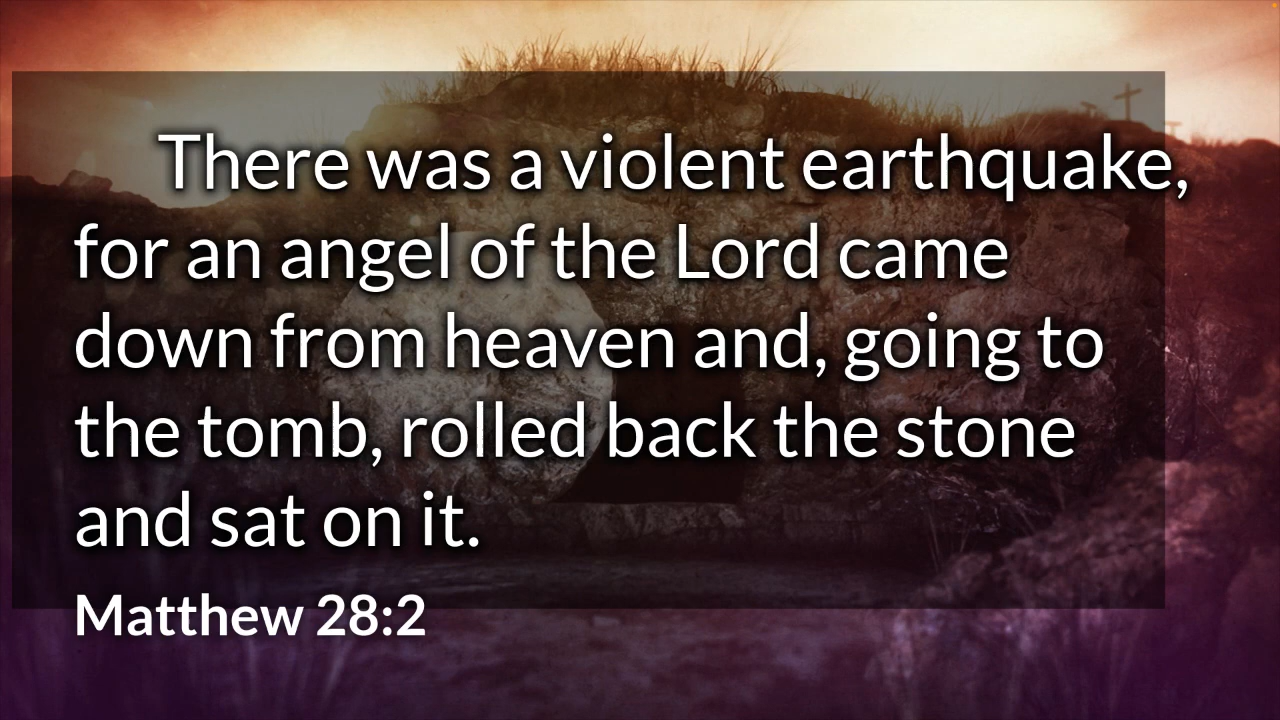 There was a violent earthquake,
for an angel of the Lord came
down from heaven and, going to
the tomb, rolled back the stone
and sat on it.
Matthew 28:2